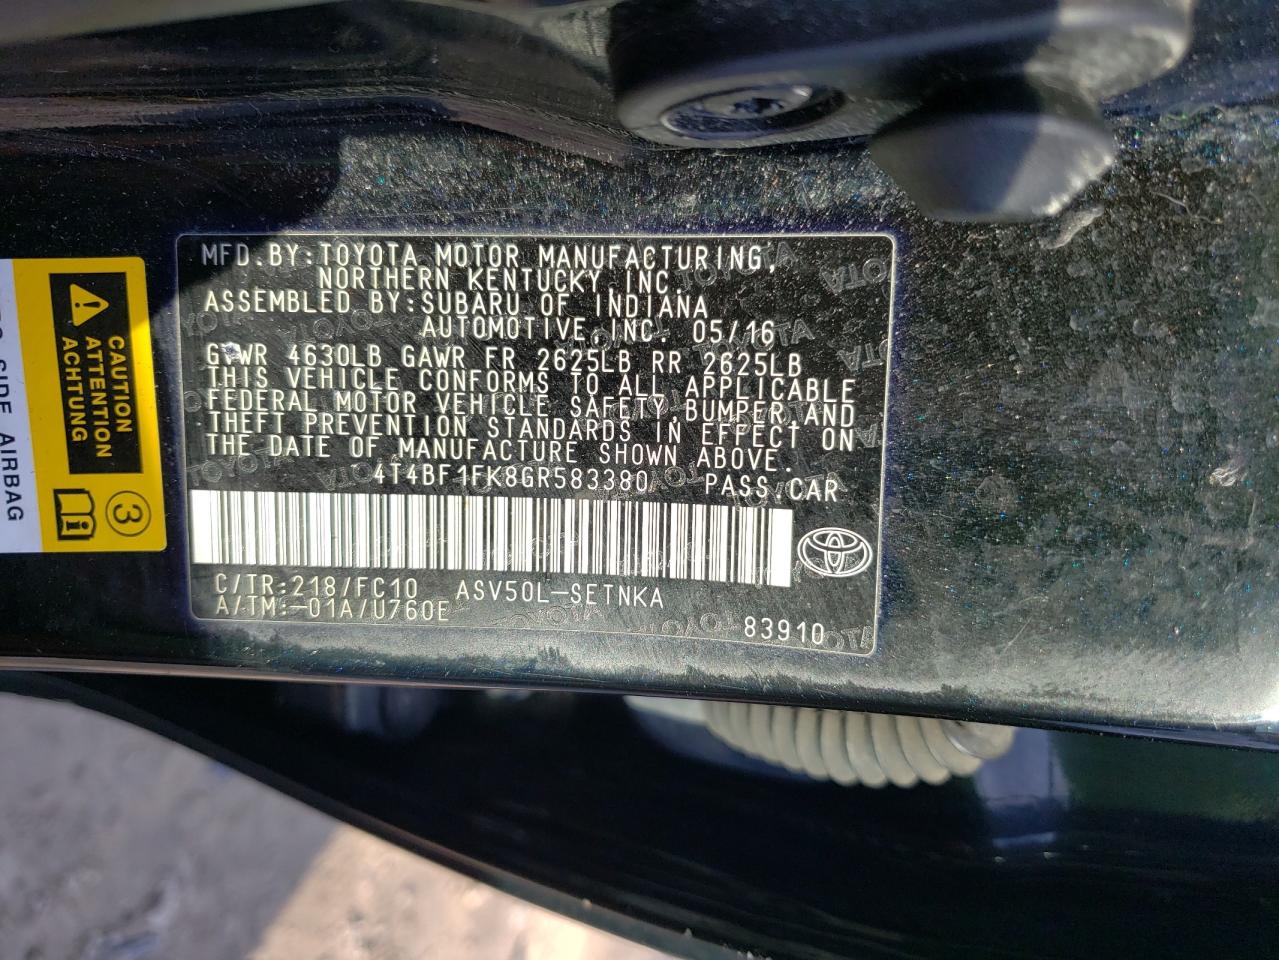 MFD.BY:TOYOTA MOTOR MANUFACTURING,
NORTHERN KENTUCKY,INC.
ASSEMBLED BY:SUBARU OF INDIANA
AUTOMOTIVE,INC. 05/16
GVWR 4630LB GAWR FR 2625LB RR 2625LB
THIS VEHICLE CONFORMS TO ALL APPLICABLE
FEDERAL MOTOR VEHICLE SAFETY,BUMPER,AND
THEFT PREVENTION STANDARDS IN EFFECT ON
THE DATE OF MANUFACTURE SHOWN ABOVE.
4T4BF1FK8GR583380 PASS.CAR
C/TR:218/FC10 ASV50L-SETNKA
A/TM:-01A/U760E
83910
CAUTION
ATTENTION
ACHTUNG
3
SIDE AIRBAG